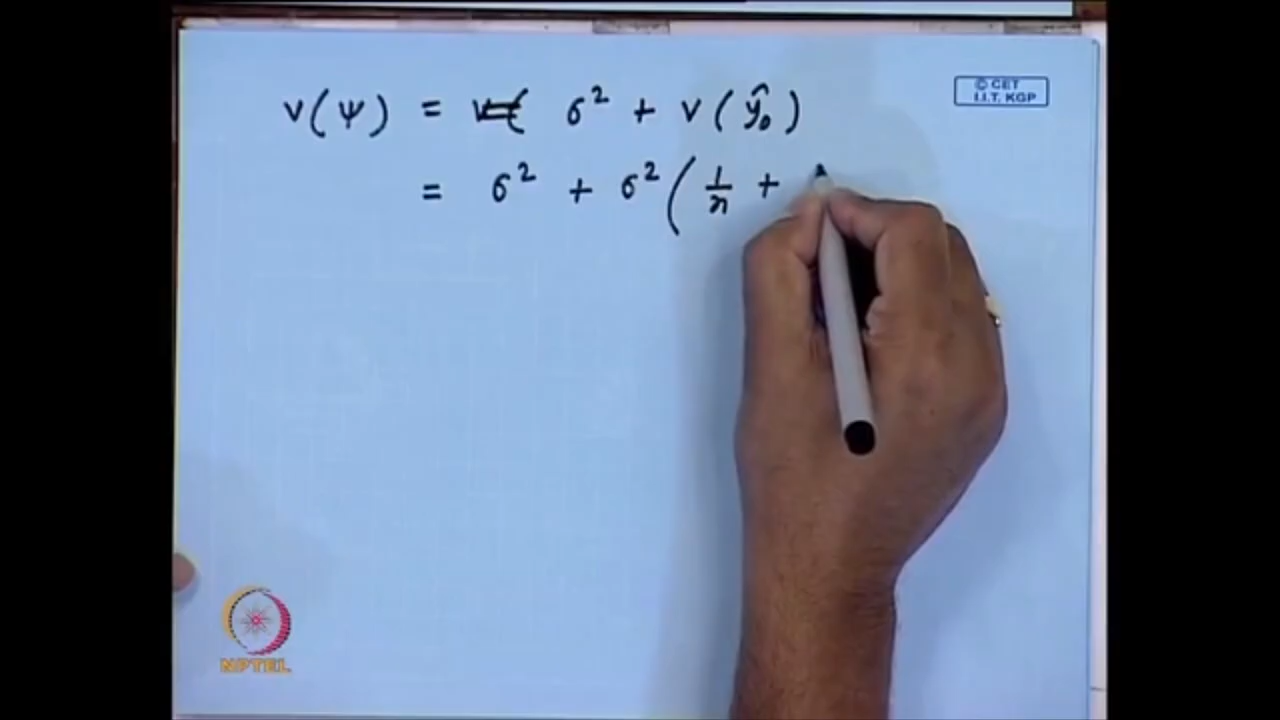 V(ψ) = σ² + V(ŷ₀)
= σ² + σ²(1/n +
© CET
I.I.T. KGP
NPTEL